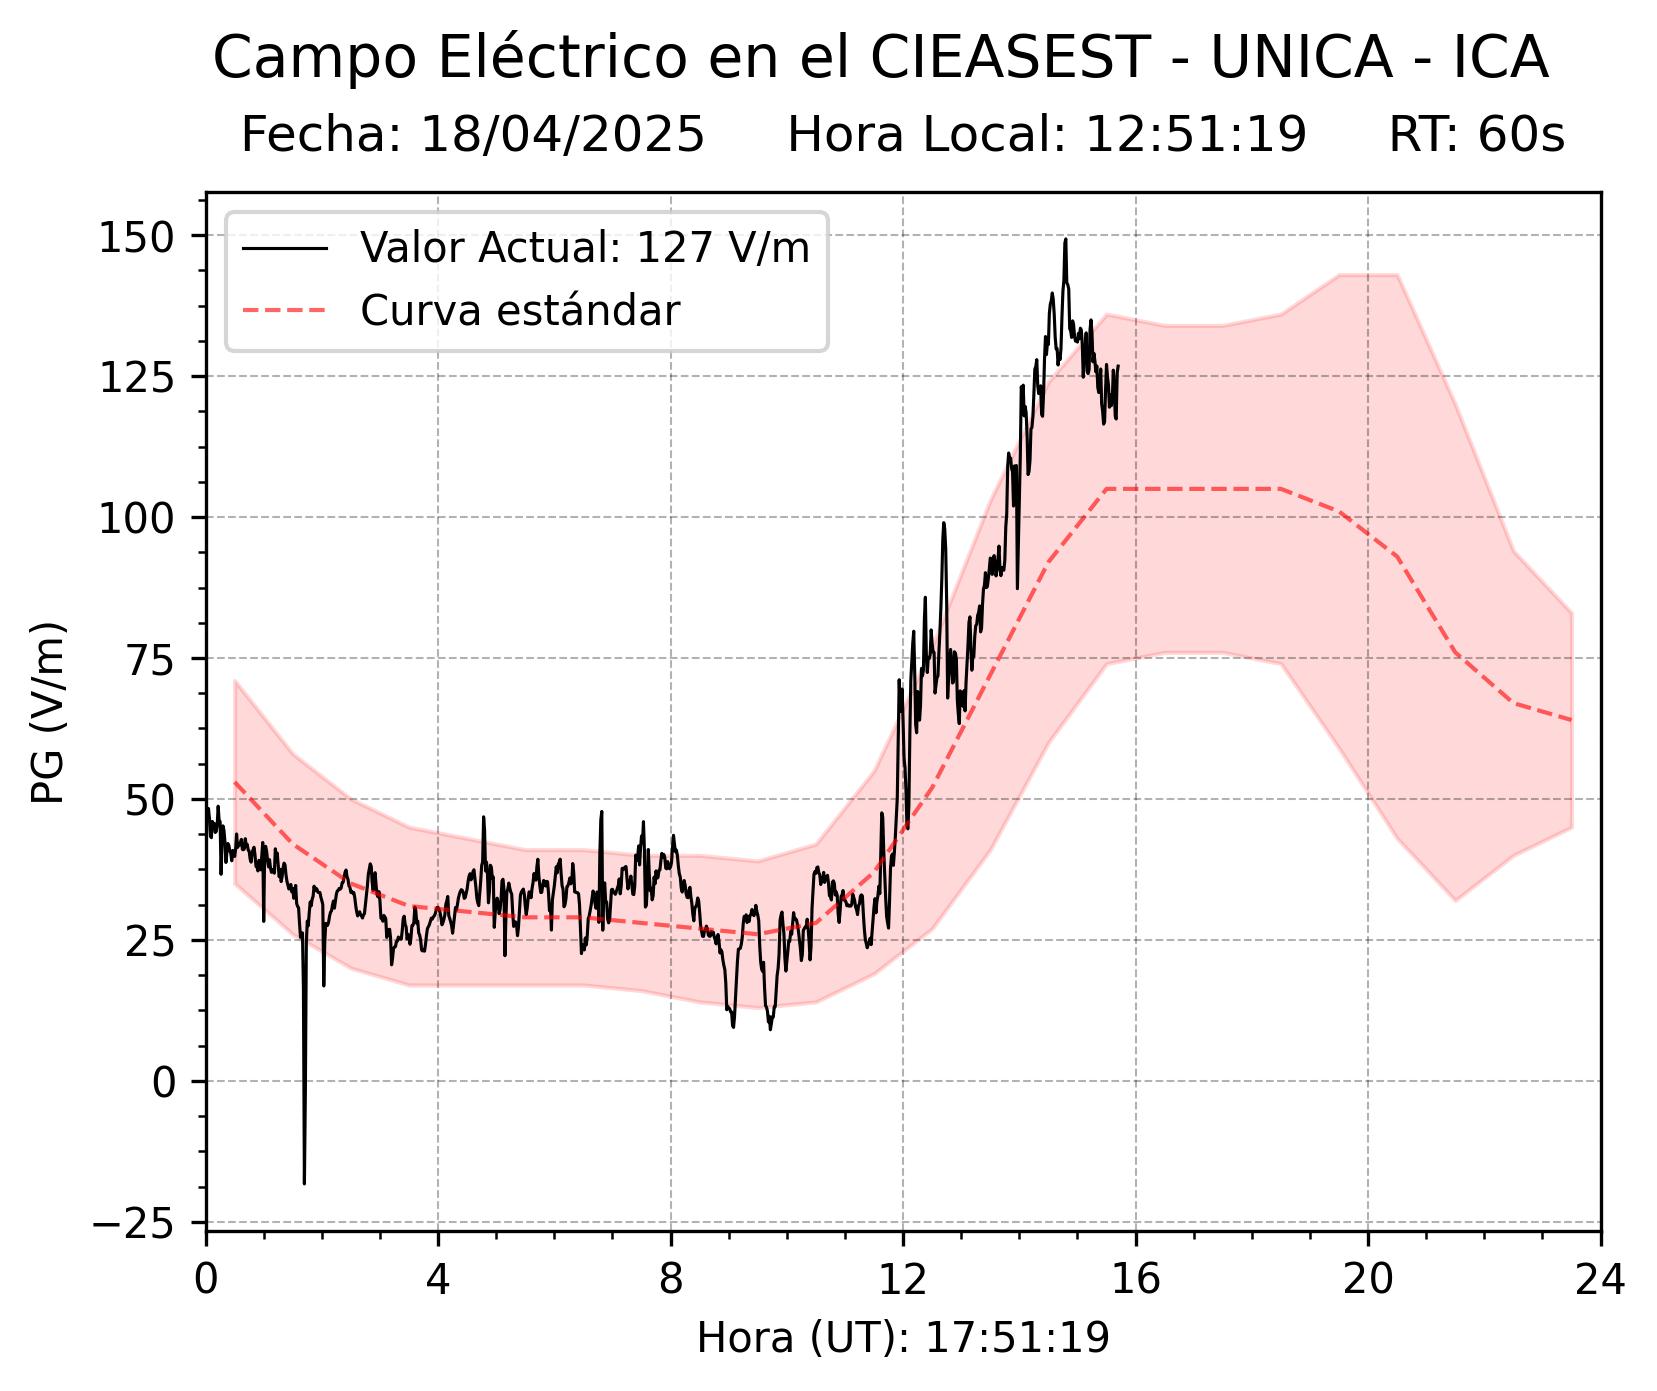 Campo Eléctrico en el CIEASEST - UNICA - ICA
Fecha: 18/04/2025 Hora Local: 12:51:19 RT: 60s
Valor Actual: 127 V/m
Curva estándar
PG (V/m)
150
125
100
75
50
25
0
−25
0 4 8 12 16 20 24
Hora (UT): 17:51:19